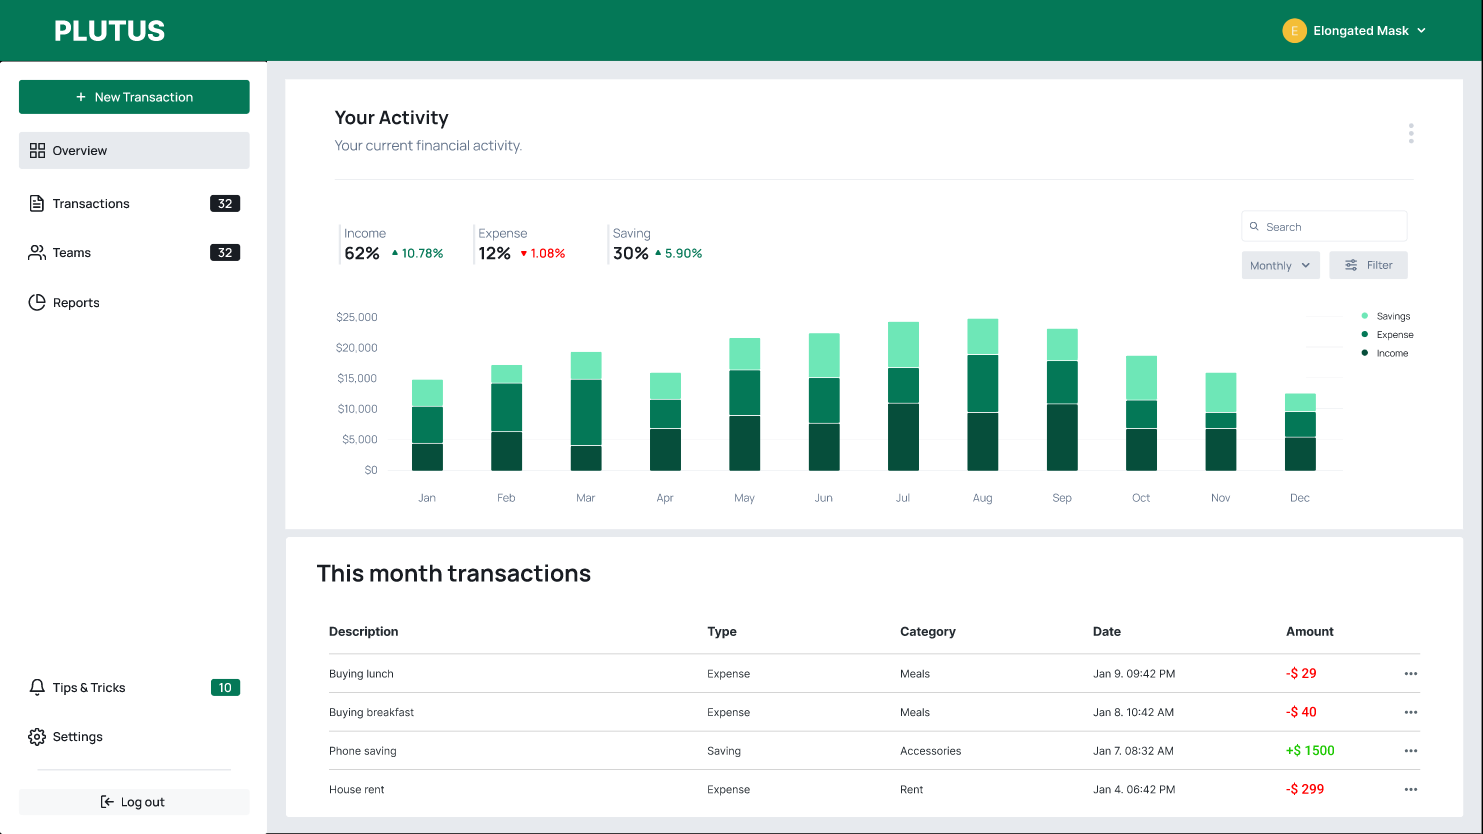 PLUTUS
E Elongated Mask
+ New Transaction
Overview
Transactions 32
Teams 32
Reports
Tips & Tricks 10
Settings
Log out
Your Activity
Your current financial activity.
Income
62% 10.78%
Expense
12% 1.08%
Saving
30% 5.90%
Search
Monthly
Filter
$25,000
$20,000
$15,000
$10,000
$5,000
$0
Jan Feb Mar Apr May Jun Jul Aug Sep Oct Nov Dec
Savings
Expense
Income
This month transactions
Description Type Category Date Amount
Buying lunch Expense Meals Jan 9. 09:42 PM -$ 29
Buying breakfast Expense Meals Jan 8. 10:42 AM -$ 40
Phone saving Saving Accessories Jan 7. 08:32 AM +$ 1500
House rent Expense Rent Jan 4. 06:42 PM -$ 299